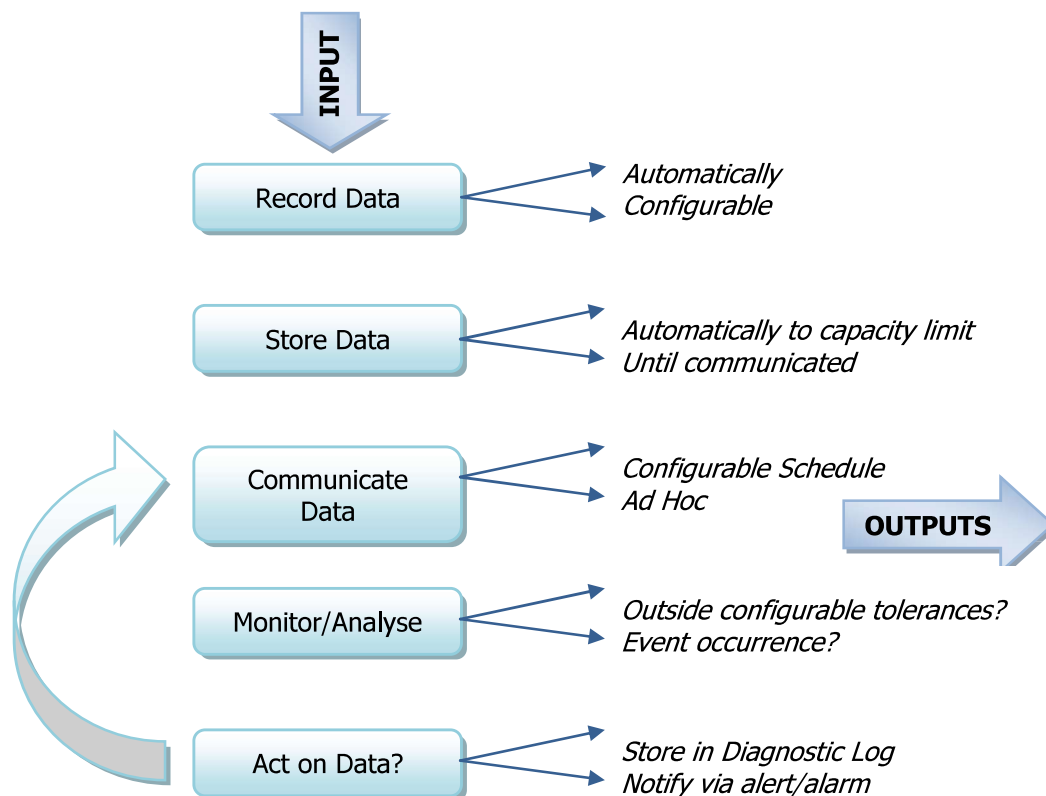 INPUT
Record Data
Automatically
Configurable
Store Data
Automatically to capacity limit
Until communicated
Communicate
Data
Configurable Schedule
Ad Hoc
OUTPUTS
Monitor/Analyse
Outside configurable tolerances?
Event occurrence?
Act on Data?
Store in Diagnostic Log
Notify via alert/alarm